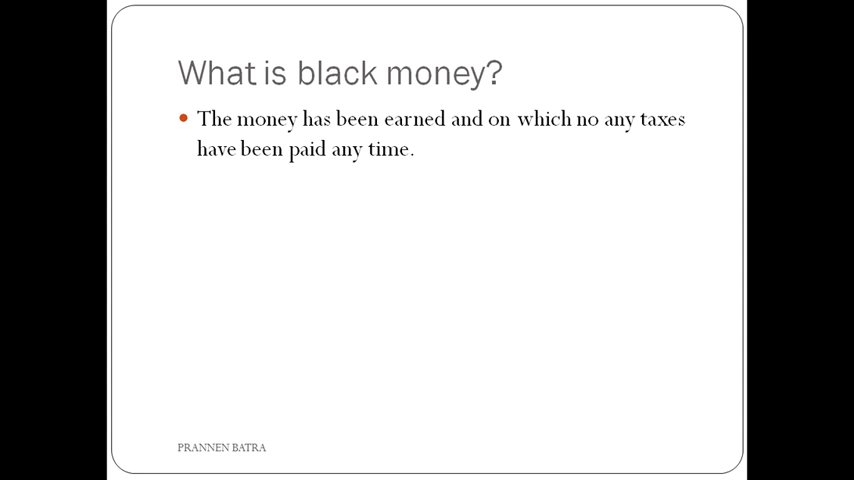 What is black money?
The money has been earned and on which no any taxes
have been paid any time.
PRANNEN BATRA